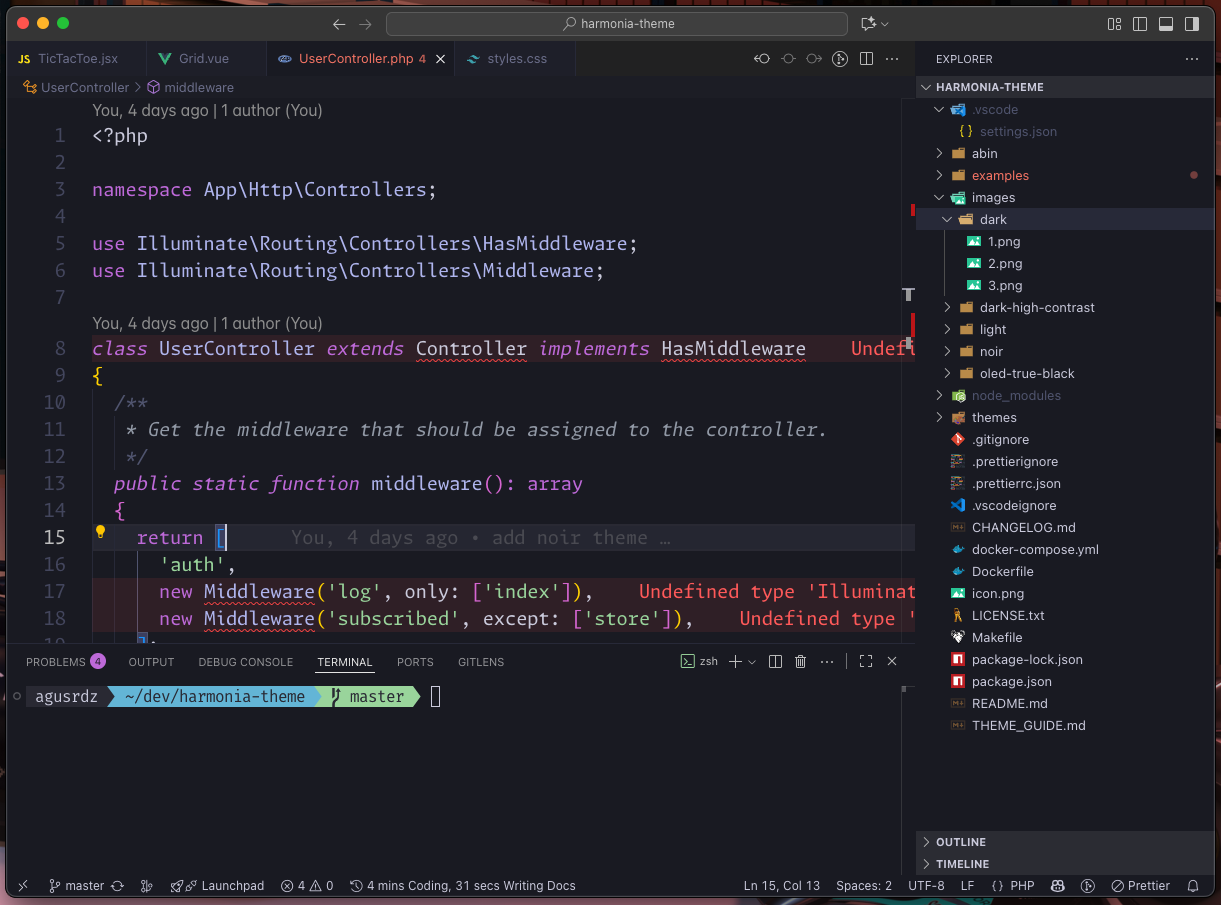 harmonia-theme
JS TicTacToe.jsx
Grid.vue
UserController.php 4
styles.css
UserController > middleware
You, 4 days ago | 1 author (You)
1 <?php
2
3 namespace App\Http\Controllers;
4
5 use Illuminate\Routing\Controllers\HasMiddleware;
6 use Illuminate\Routing\Controllers\Middleware;
7
You, 4 days ago | 1 author (You)
8 class UserController extends Controller implements HasMiddleware Undefi
9 {
10 /**
11 * Get the middleware that should be assigned to the controller.
12 */
13 public static function middleware(): array
14 {
15 return [ You, 4 days ago • add noir theme …
16 'auth',
17 new Middleware('log', only: ['index']), Undefined type 'Illuminat
18 new Middleware('subscribed', except: ['store']), Undefined type '
19 ];
PROBLEMS 4
OUTPUT
DEBUG CONSOLE
TERMINAL
PORTS
GITLENS
zsh
agusrdz ~/dev/harmonia-theme master
EXPLORER
HARMONIA-THEME
.vscode
{} settings.json
abin
examples
images
dark
1.png
2.png
3.png
dark-high-contrast
light
noir
oled-true-black
node_modules
themes
.gitignore
.prettierignore
.prettierrc.json
.vscodeignore
CHANGELOG.md
docker-compose.yml
Dockerfile
icon.png
LICENSE.txt
Makefile
package-lock.json
package.json
README.md
THEME_GUIDE.md
OUTLINE
TIMELINE
master
Launchpad
4 0
4 mins Coding, 31 secs Writing Docs
Ln 15, Col 13
Spaces: 2
UTF-8
LF
{} PHP
Prettier